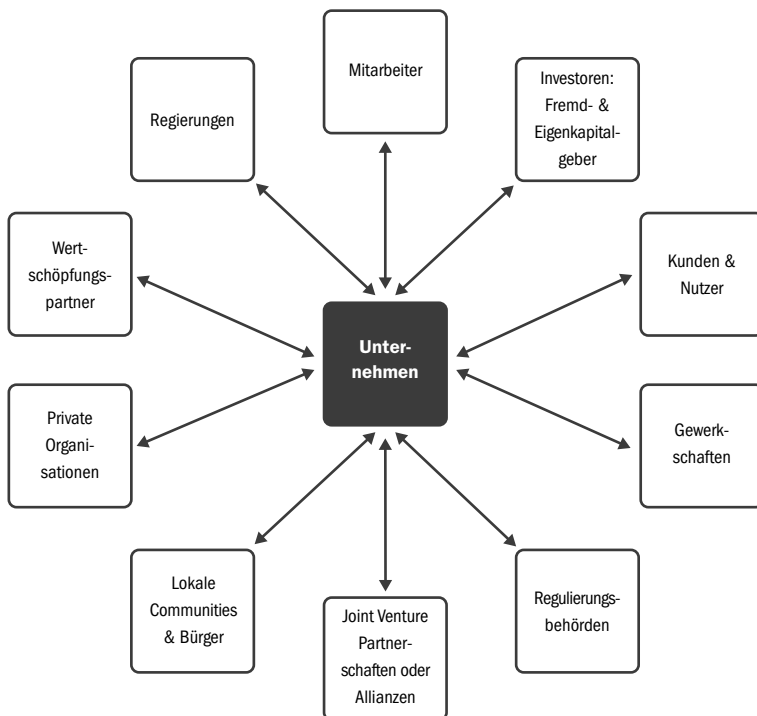 Mitarbeiter
Investoren:
Fremd- &
Eigenkapital-
geber
Regierungen
Wert-
schöpfungs-
partner
Kunden &
Nutzer
Unter-
nehmen
Private
Organi-
sationen
Gewerk-
schaften
Lokale
Communities
& Bürger
Joint Venture
Partner-
schaften oder
Allianzen
Regulierungs-
behörden